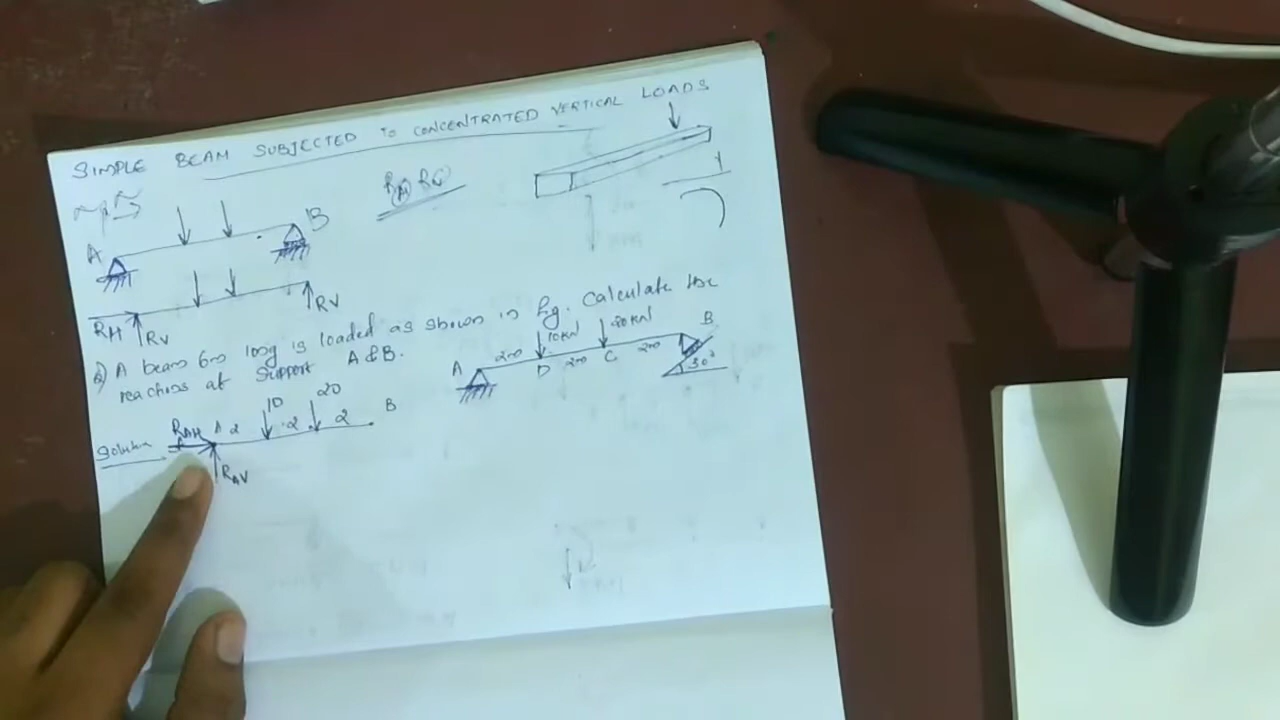 SIMPLE BEAM SUBJECTED TO CONCENTRATED VERTICAL LOADS
A B
RH RV RV
Q) A beam 6m long is loaded as shown in fig. Calculate the
reactions at support A & B.
10kN 20kN
A 2m D 2m C 2m B
30°
10 20
Solution RAH A 2 2 2 B
RAV